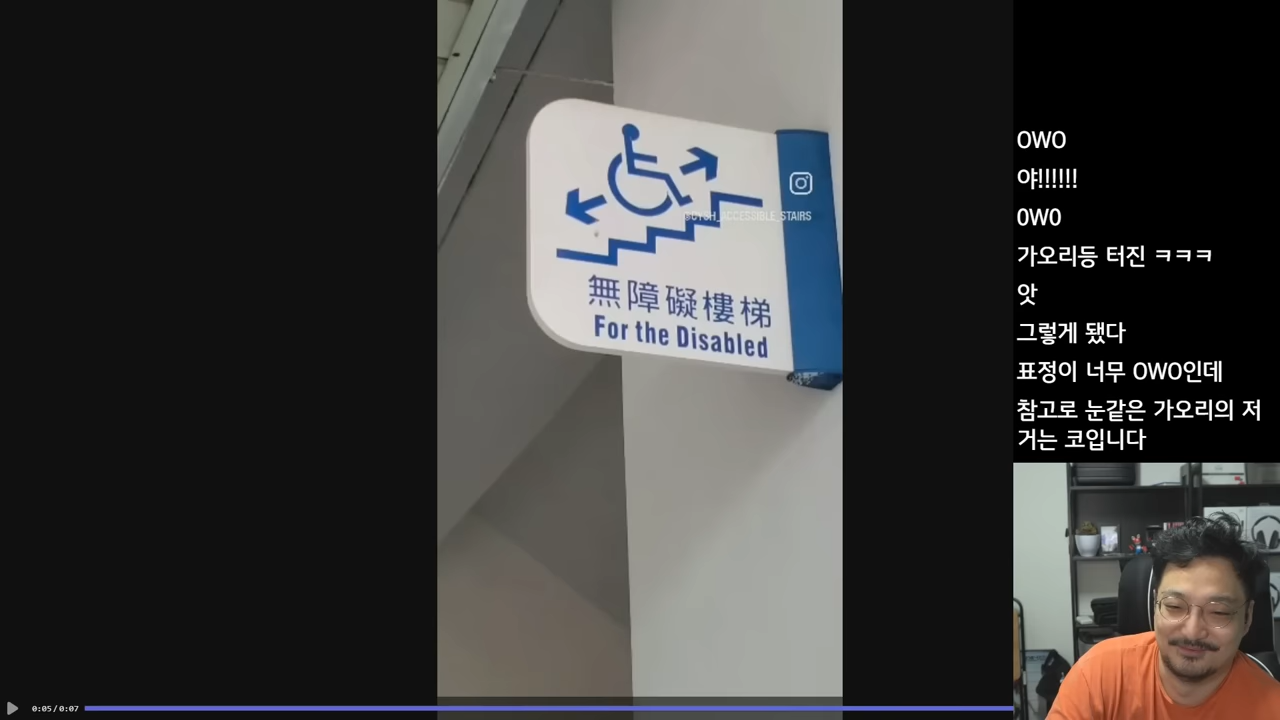 @CYSH_ACCESSIBLE_STAIRS
無障礙樓梯
For the Disabled
OWO
야!!!!!!
OWO
가오리등 터진 ㅋㅋㅋ
앗
그렇게 됐다
표정이 너무 OWO인데
참고로 눈같은 가오리의 저
거는 코입니다
0:05/0:07